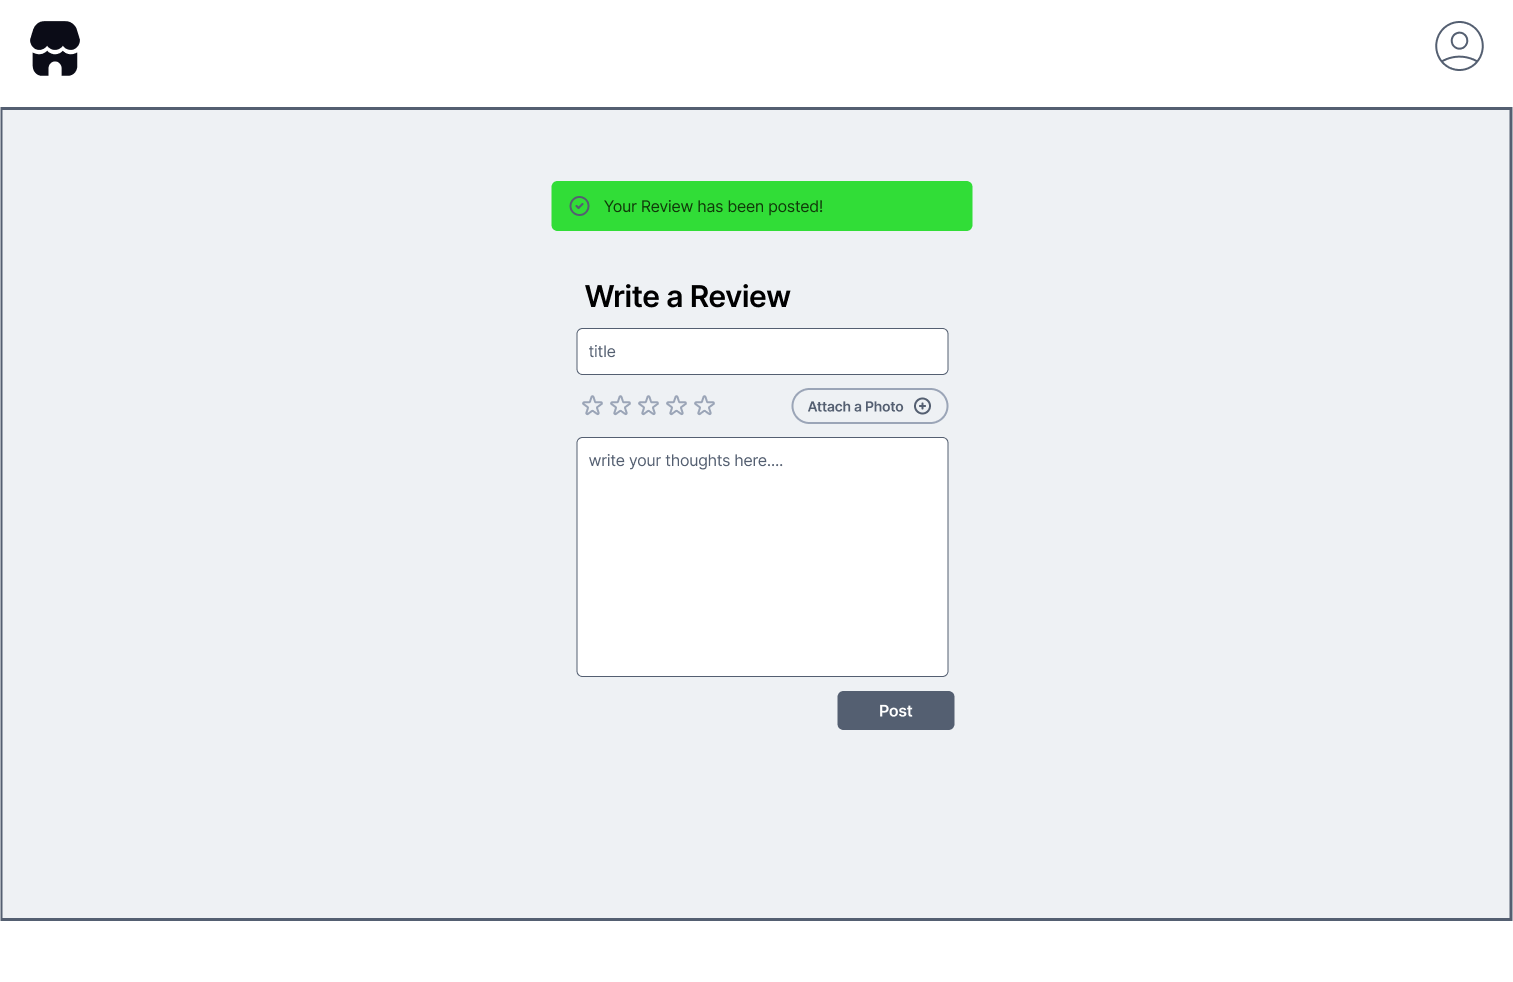 Your Review has been posted!
Write a Review
title
Attach a Photo
write your thoughts here....
Post